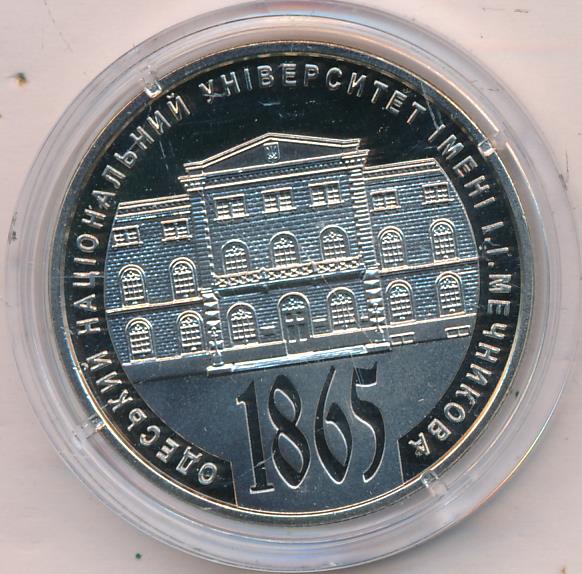 ОДЕСЬКИЙ НАЦІОНАЛЬНИЙ УНІВЕРСИТЕТ ІМЕНІ І.І.МЕЧНИКОВА
1865